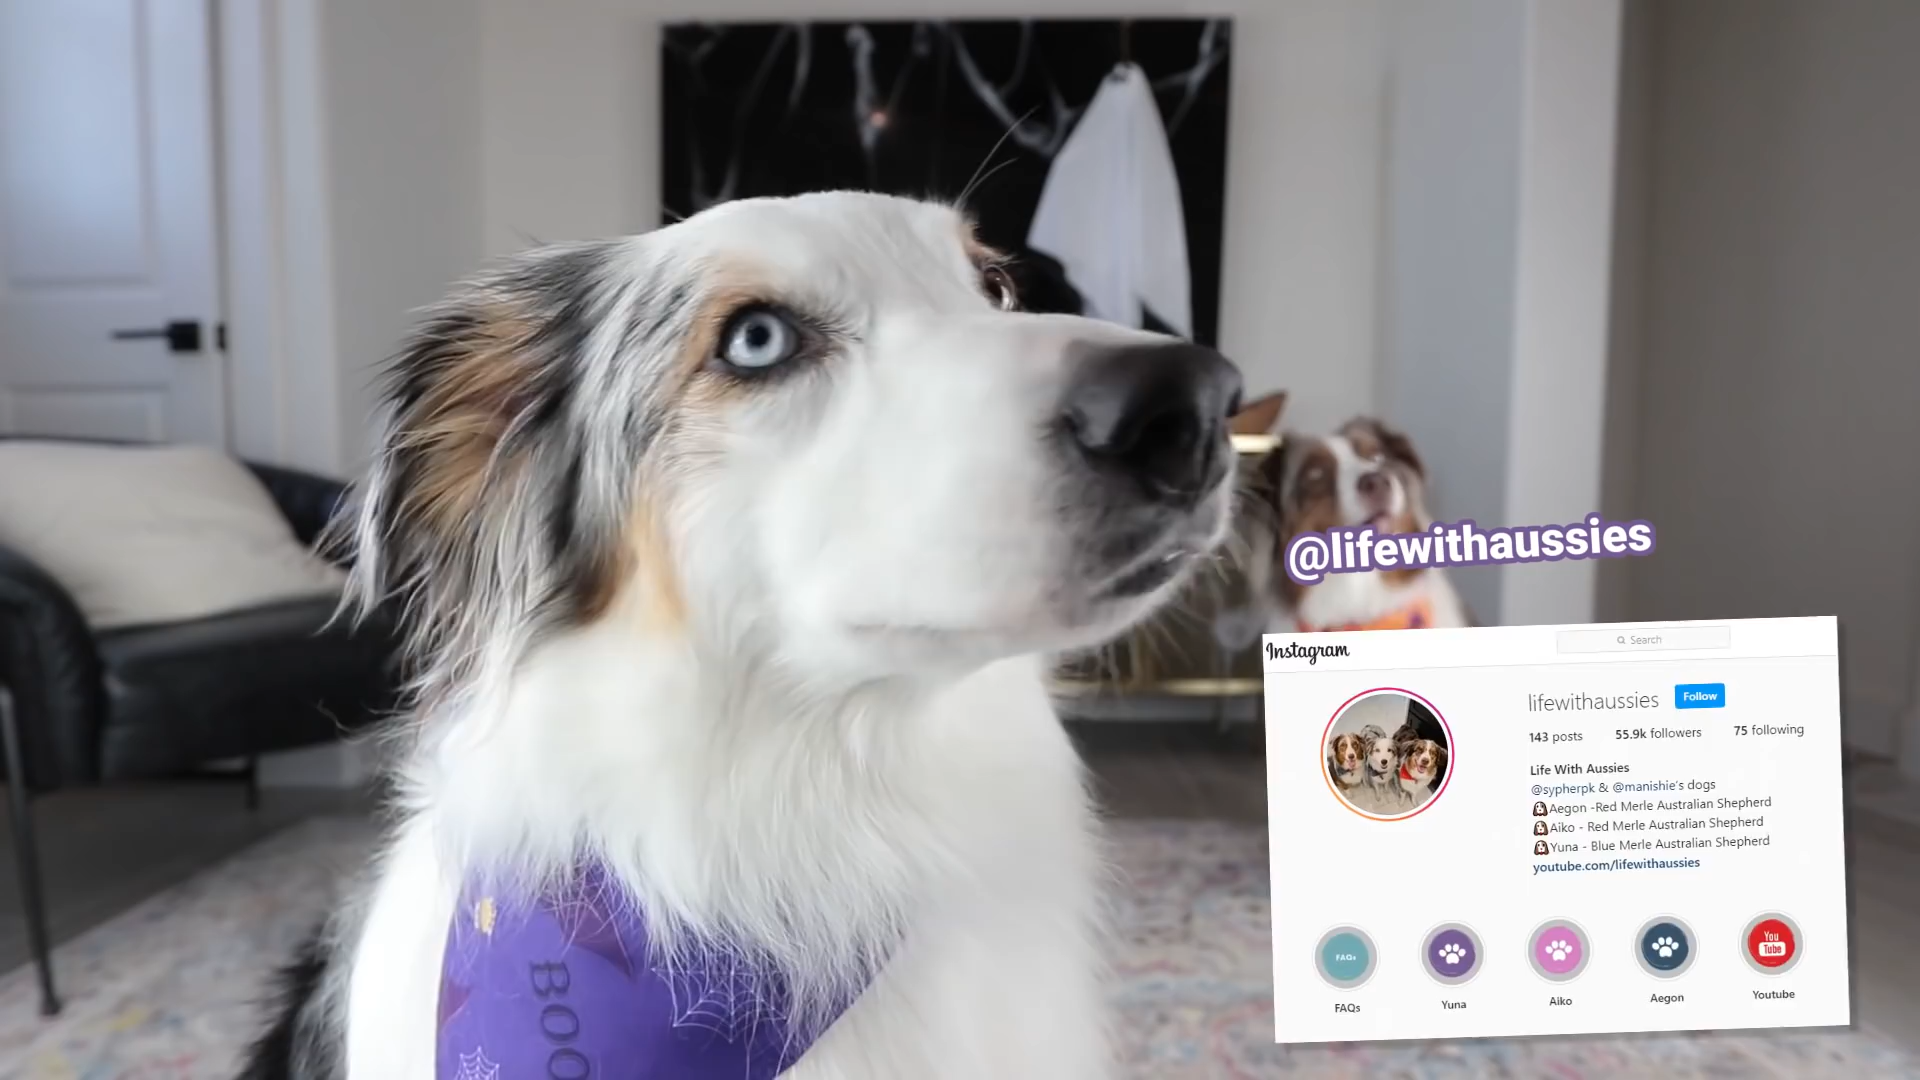 @lifewithaussies
Instagram
Search
lifewithaussies Follow
143 posts 55.9k followers 75 following
Life With Aussies
@sypherpk & @manishie's dogs
Aegon -Red Merle Australian Shepherd
Aiko - Red Merle Australian Shepherd
Yuna - Blue Merle Australian Shepherd
youtube.com/lifewithaussies
FAQs
You
Tube
FAQs Yuna Aiko Aegon Youtube
BOO